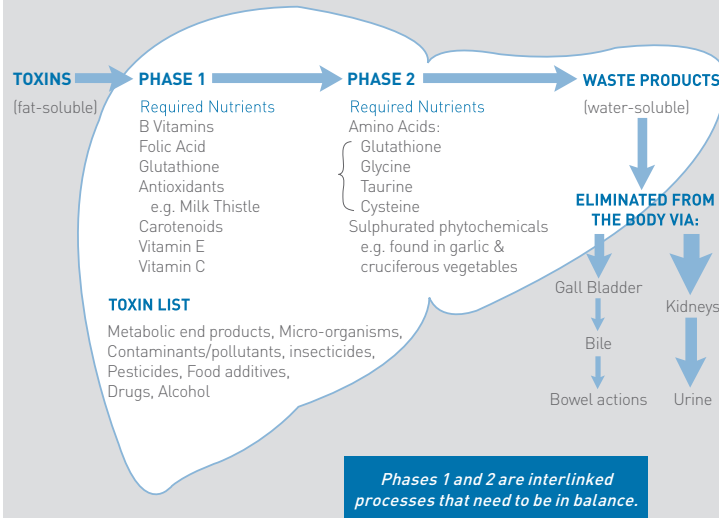 TOXINS
(fat-soluble)
PHASE 1
Required Nutrients
B Vitamins
Folic Acid
Glutathione
Antioxidants
e.g. Milk Thistle
Carotenoids
Vitamin E
Vitamin C
PHASE 2
Required Nutrients
Amino Acids:
Glutathione
Glycine
Taurine
Cysteine
Sulphurated phytochemicals
e.g. found in garlic &
cruciferous vegetables
WASTE PRODUCTS
(water-soluble)
ELIMINATED FROM
THE BODY VIA:
Gall Bladder
Bile
Bowel actions
Kidneys
Urine
TOXIN LIST
Metabolic end products, Micro-organisms,
Contaminants/pollutants, insecticides,
Pesticides, Food additives,
Drugs, Alcohol
Phases 1 and 2 are interlinked
processes that need to be in balance.